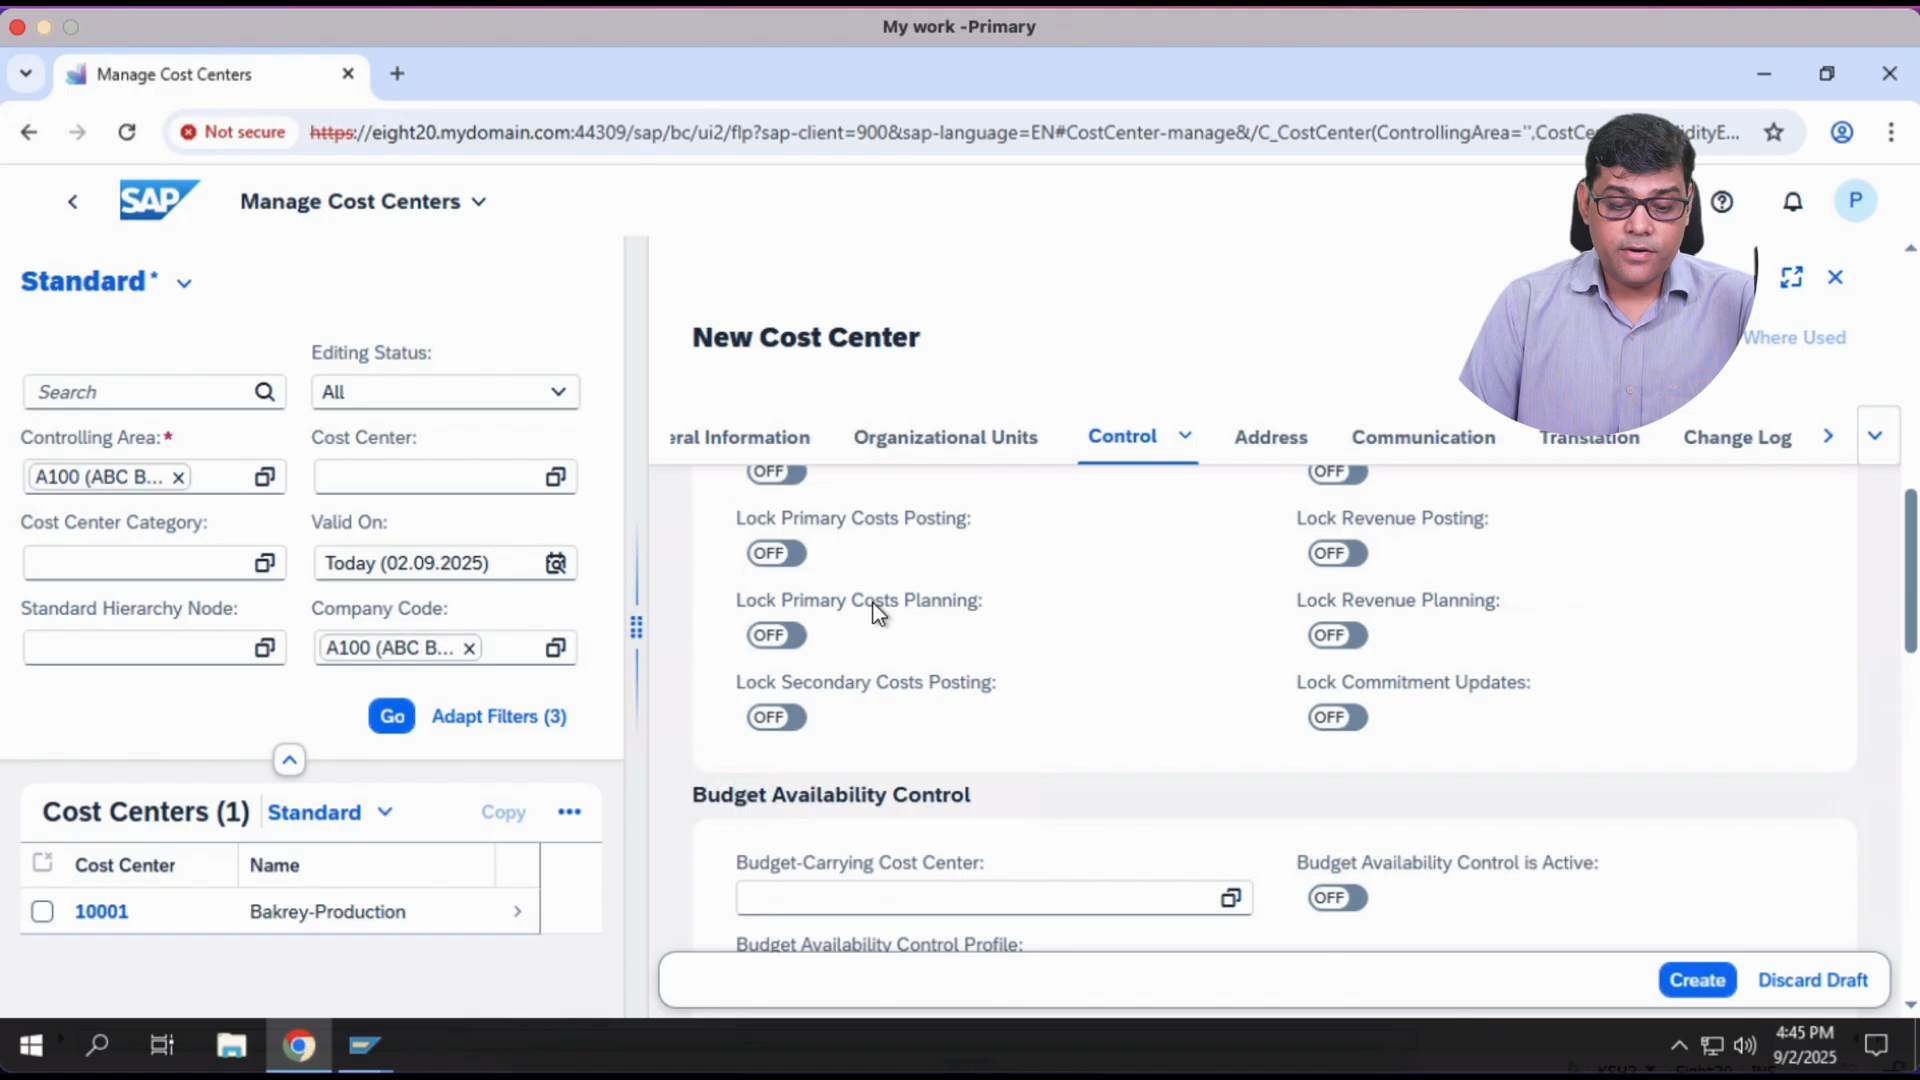 My work -Primary
Manage Cost Centers
Not secure https://eight20.mydomain.com:44309/sap/bc/ui2/flp?sap-client=900&sap-language=EN#CostCenter-manage&/C_CostCenter(ControllingArea='',CostCe idityE...
SAP Manage Cost Centers
P
Standard*
New Cost Center
Where Used
Editing Status:
Search
All
Controlling Area:*
Cost Center:
A100 (ABC B...
Cost Center Category:
Valid On:
Today (02.09.2025)
Standard Hierarchy Node:
Company Code:
A100 (ABC B...
Go Adapt Filters (3)
Cost Centers (1) Standard Copy
Cost Center Name
10001 Bakrey-Production
eral Information Organizational Units Control Address Communication Translation Change Log
OFF OFF
Lock Primary Costs Posting: Lock Revenue Posting:
OFF OFF
Lock Primary Costs Planning: Lock Revenue Planning:
OFF OFF
Lock Secondary Costs Posting: Lock Commitment Updates:
OFF OFF
Budget Availability Control
Budget-Carrying Cost Center: Budget Availability Control is Active:
OFF
Budget Availability Control Profile:
Create Discard Draft
4:45 PM
9/2/2025